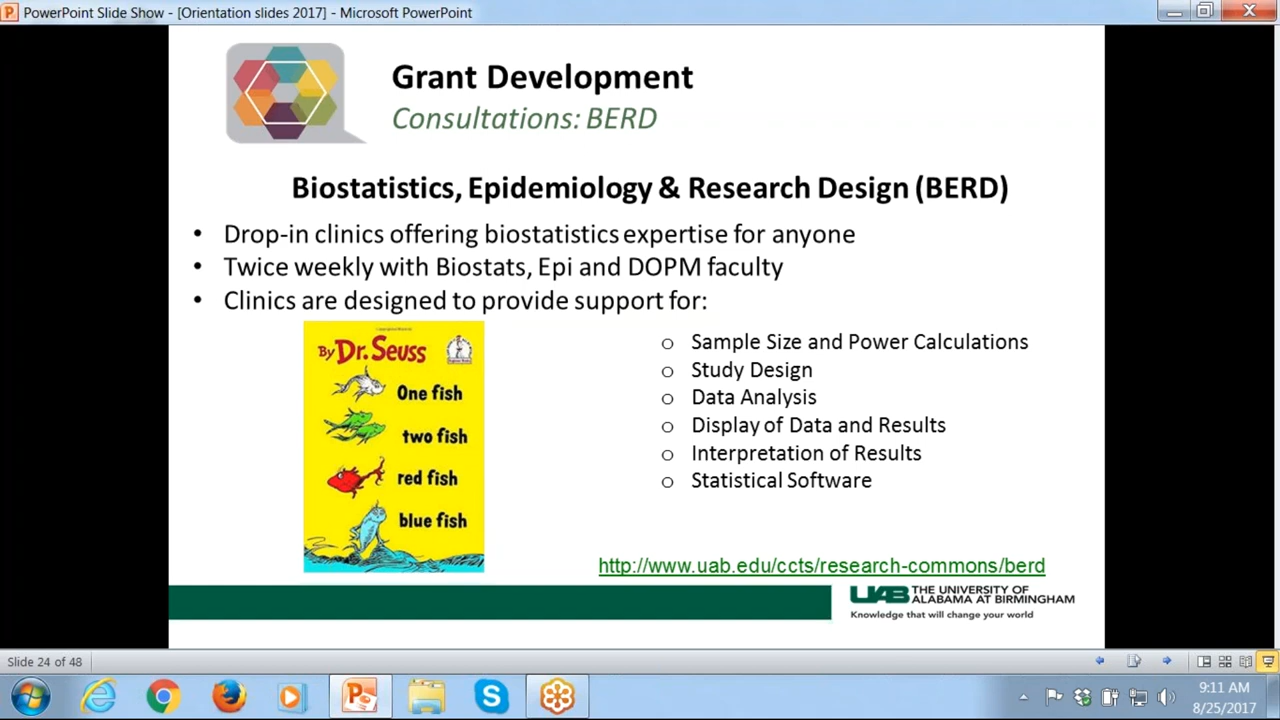 PowerPoint Slide Show - [Orientation slides 2017] - Microsoft PowerPoint
Grant Development
Consultations: BERD
Biostatistics, Epidemiology & Research Design (BERD)
• Drop-in clinics offering biostatistics expertise for anyone
• Twice weekly with Biostats, Epi and DOPM faculty
• Clinics are designed to provide support for:
By Dr. Seuss
One fish
two fish
red fish
blue fish
o Sample Size and Power Calculations
o Study Design
o Data Analysis
o Display of Data and Results
o Interpretation of Results
o Statistical Software
http://www.uab.edu/ccts/research-commons/berd
UAB THE UNIVERSITY OF
ALABAMA AT BIRMINGHAM
Knowledge that will change your world
Slide 24 of 48
9:11 AM
8/25/2017